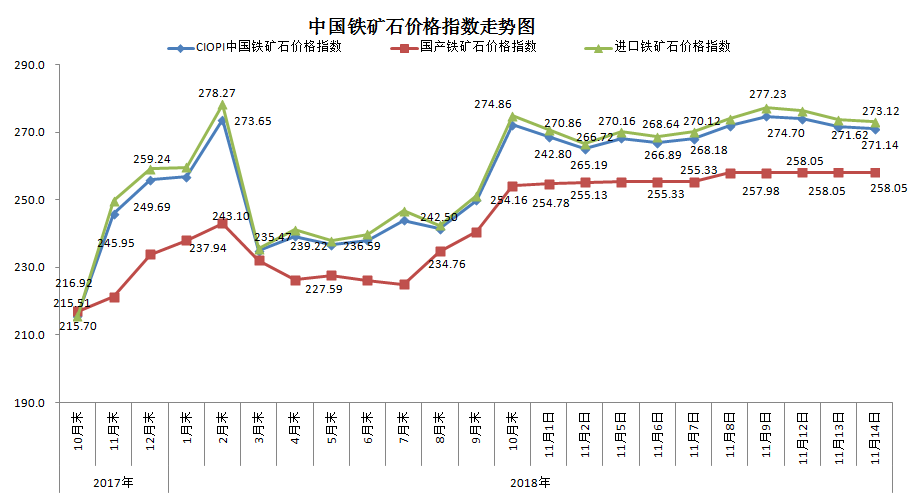 中国铁矿石价格指数走势图
CIOPI中国铁矿石价格指数 国产铁矿石价格指数 进口铁矿石价格指数
290.0
270.0
250.0
230.0
210.0
190.0
216.92
215.51
215.70
245.95
249.69
259.24
237.94
278.27
273.65
243.10
235.47
239.22
227.59
236.59
242.50
234.76
274.86
254.16
270.86
242.80
254.78
266.72
265.19
255.13
270.16
268.64
266.89
255.33
270.12
268.18
255.33
277.23
274.70
257.98
258.05
258.05
271.62
273.12
271.14
258.05
10月末
11月末
12月末
1月末
2月末
3月末
4月末
5月末
6月末
7月末
8月末
9月末
10月末
11月1日
11月2日
11月5日
11月6日
11月7日
11月8日
11月9日
11月12日
11月13日
11月14日
2017年 2018年